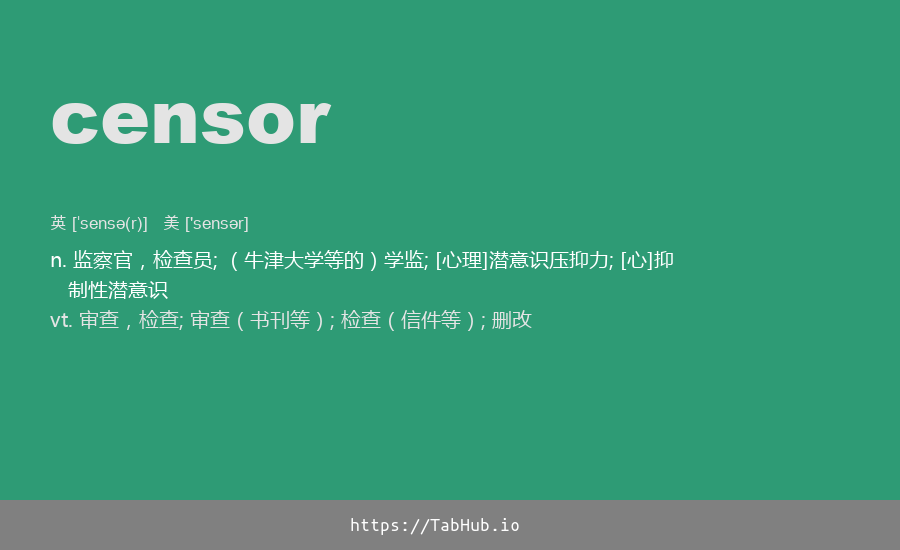 censor
英 ['sensə(r)] 美 ['sensər]
n. 监察官，检查员; （牛津大学等的）学监; [心理]潜意识压抑力; [心]抑
制性潜意识
vt. 审查，检查; 审查（书刊等）; 检查（信件等）; 删改
https://TabHub.io